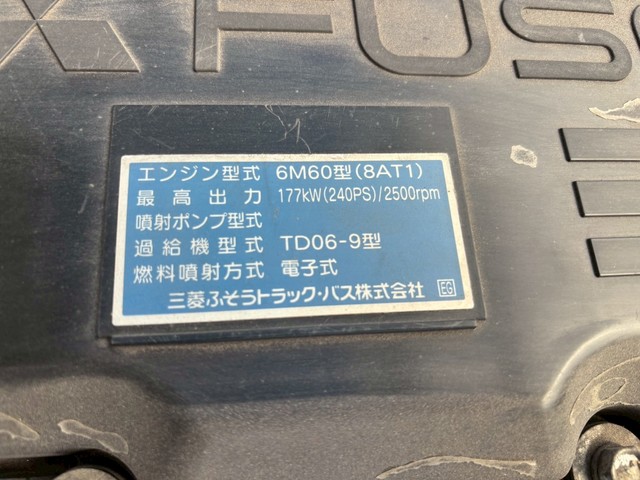 FUSO
エンジン型式 6M60型(8AT1)
最高出力 177kW(240PS)/2500rpm
噴射ポンプ型式
過給機型式 TD06-9型
燃料噴射方式 電子式
三菱ふそうトラック・バス株式会社 EG